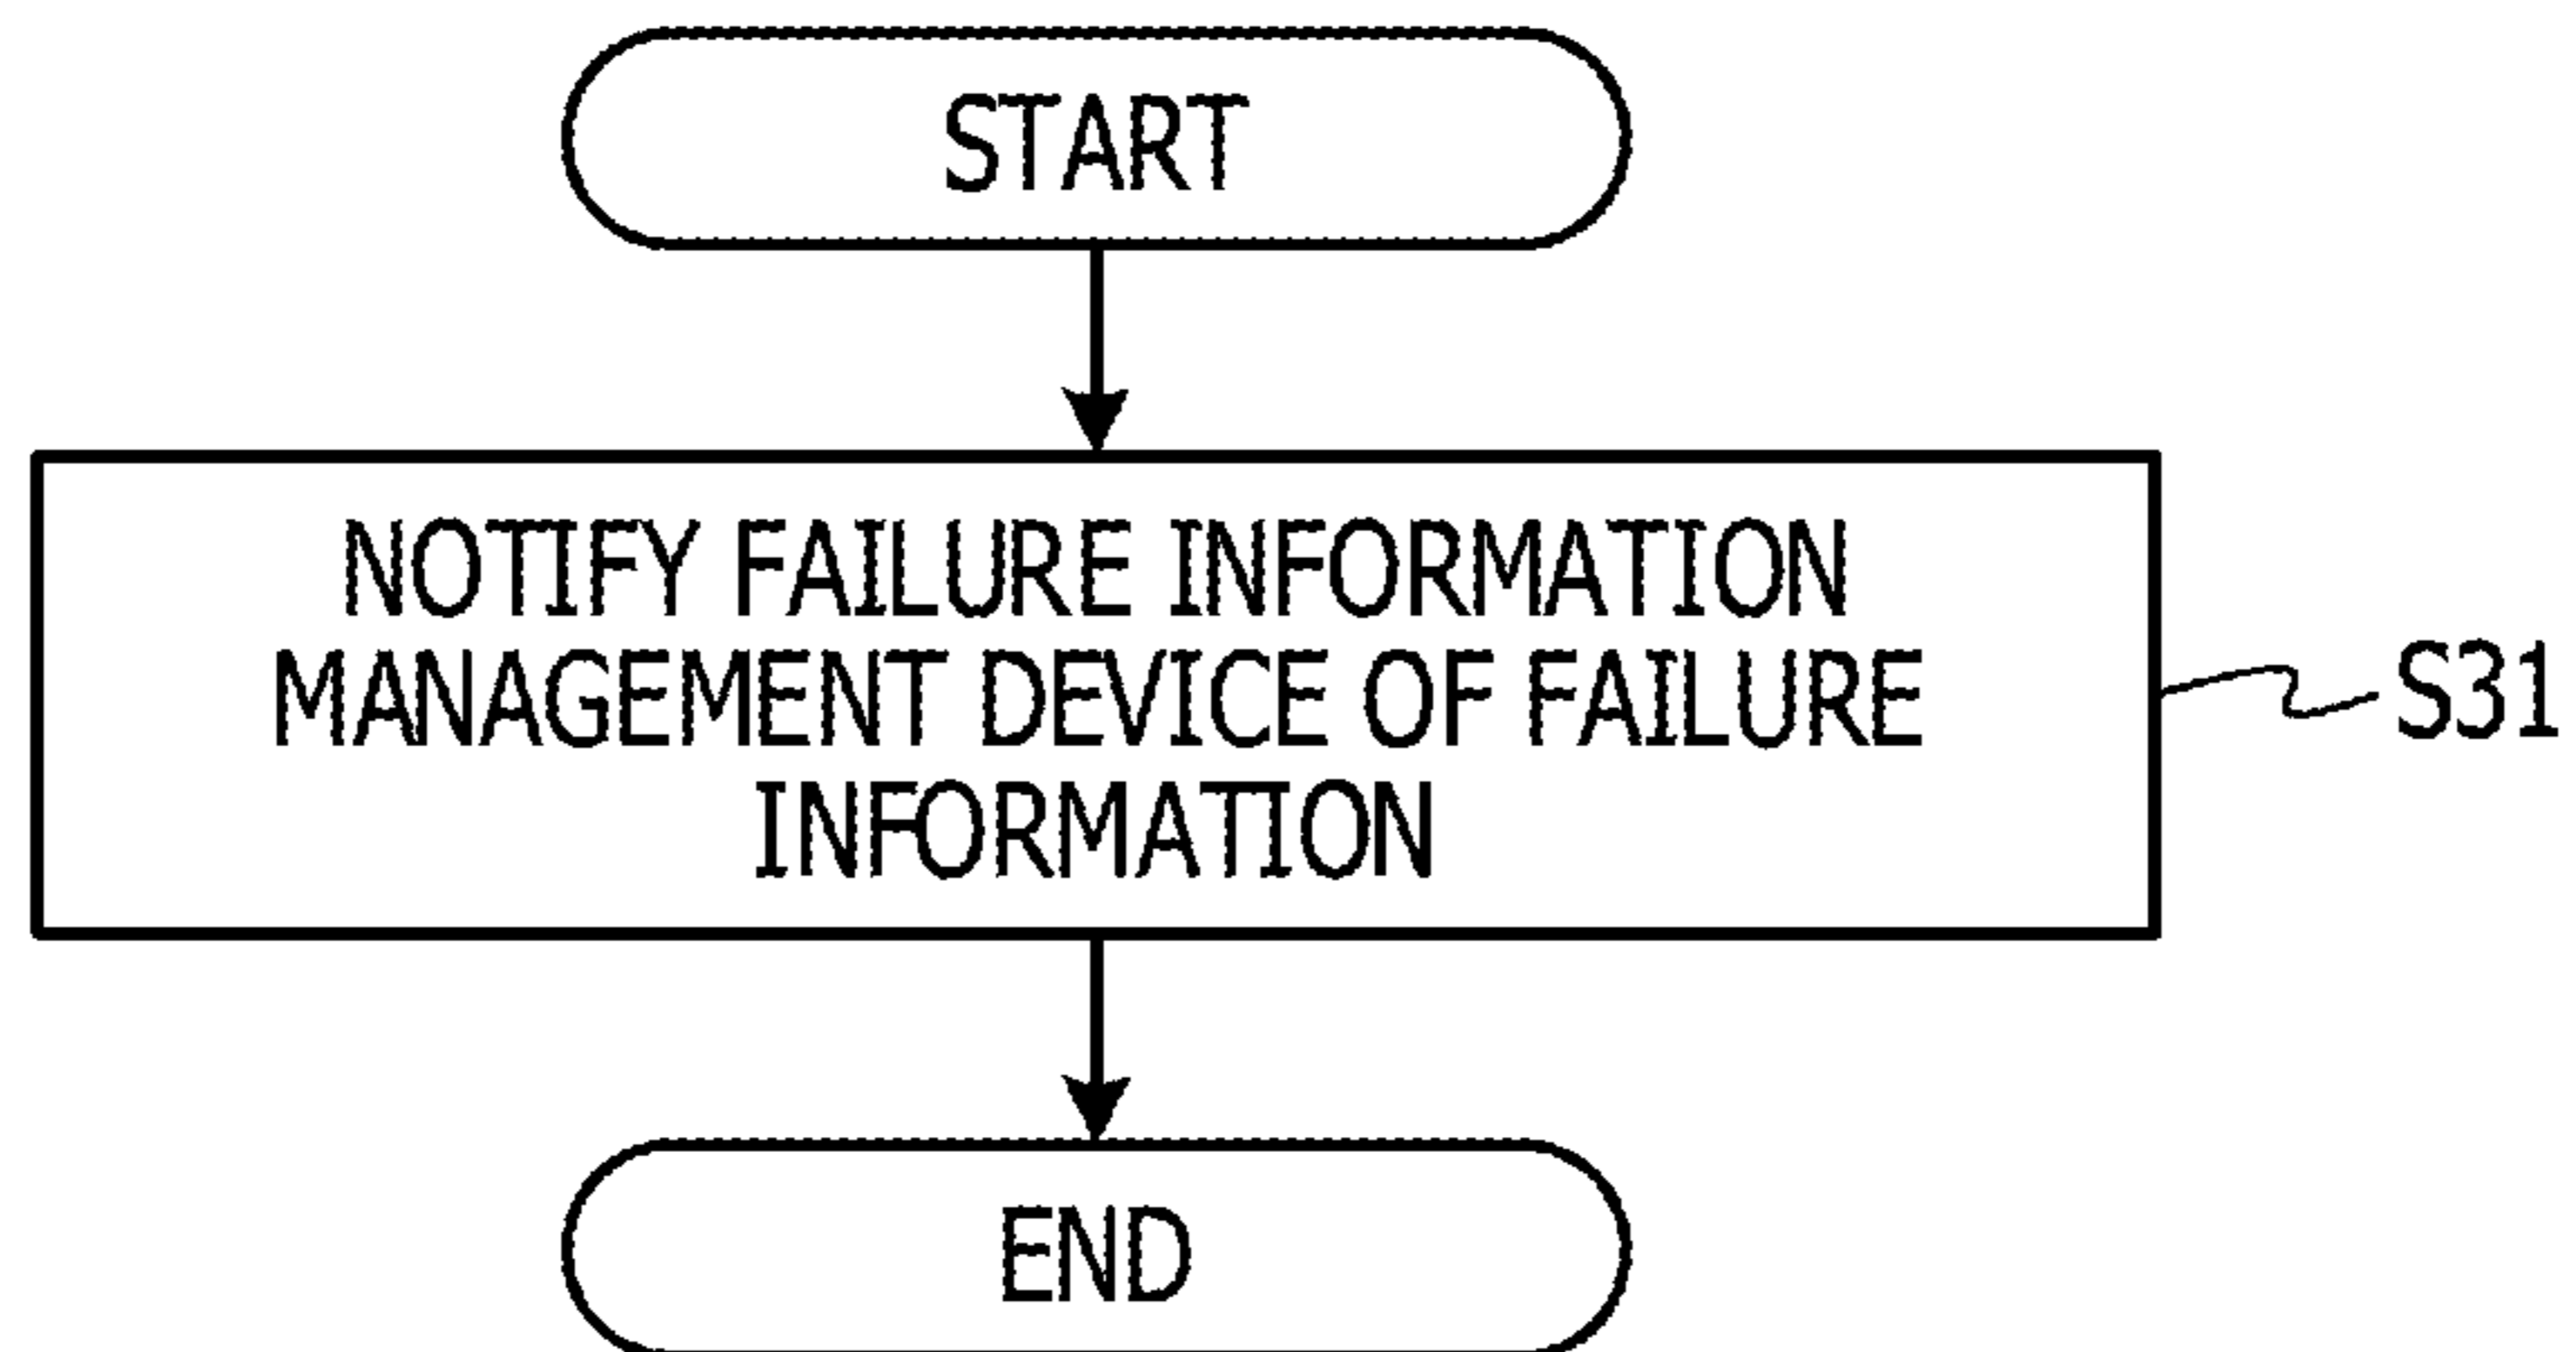 START
NOTIFY FAILURE INFORMATION
MANAGEMENT DEVICE OF FAILURE
INFORMATION
S31
END